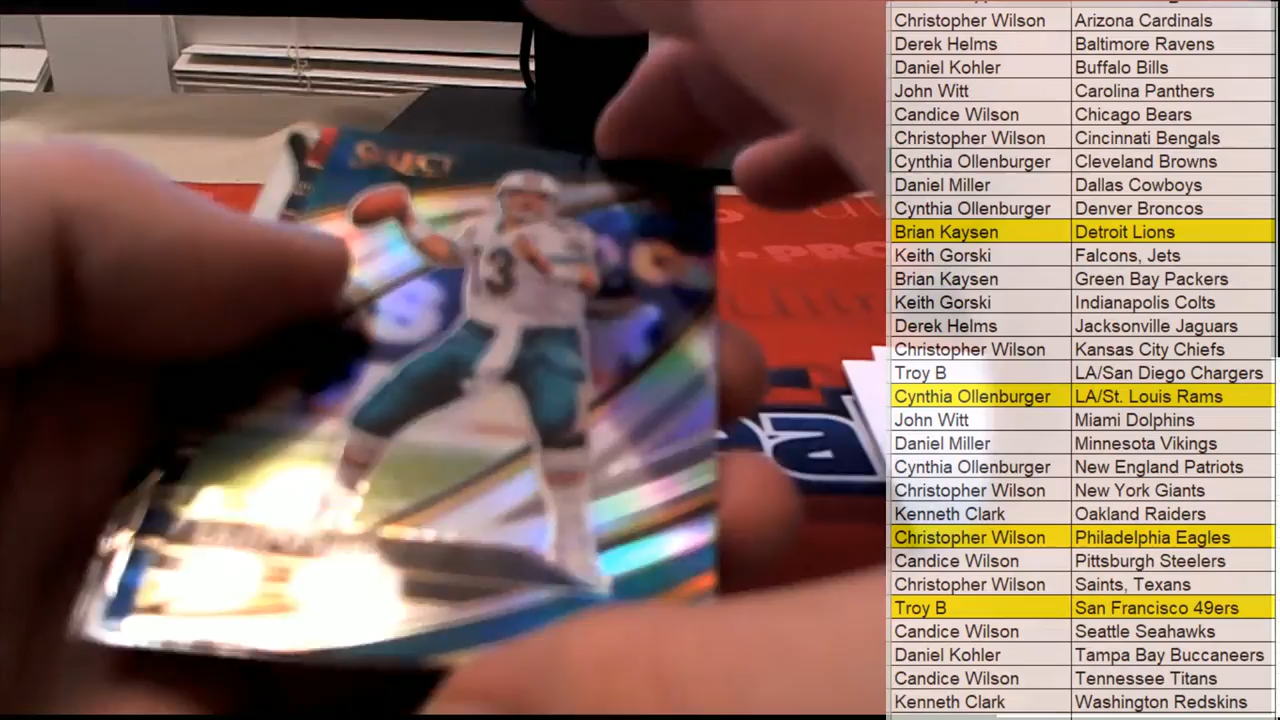 SELECT
3
Christopher Wilson Arizona Cardinals
Derek Helms Baltimore Ravens
Daniel Kohler Buffalo Bills
John Witt Carolina Panthers
Candice Wilson Chicago Bears
Christopher Wilson Cincinnati Bengals
Cynthia Ollenburger Cleveland Browns
Daniel Miller Dallas Cowboys
Cynthia Ollenburger Denver Broncos
Brian Kaysen Detroit Lions
Keith Gorski Falcons, Jets
Brian Kaysen Green Bay Packers
Keith Gorski Indianapolis Colts
Derek Helms Jacksonville Jaguars
Christopher Wilson Kansas City Chiefs
Troy B LA/San Diego Chargers
Cynthia Ollenburger LA/St. Louis Rams
John Witt Miami Dolphins
Daniel Miller Minnesota Vikings
Cynthia Ollenburger New England Patriots
Christopher Wilson New York Giants
Kenneth Clark Oakland Raiders
Christopher Wilson Philadelphia Eagles
Candice Wilson Pittsburgh Steelers
Christopher Wilson Saints, Texans
Troy B San Francisco 49ers
Candice Wilson Seattle Seahawks
Daniel Kohler Tampa Bay Buccaneers
Candice Wilson Tennessee Titans
Kenneth Clark Washington Redskins